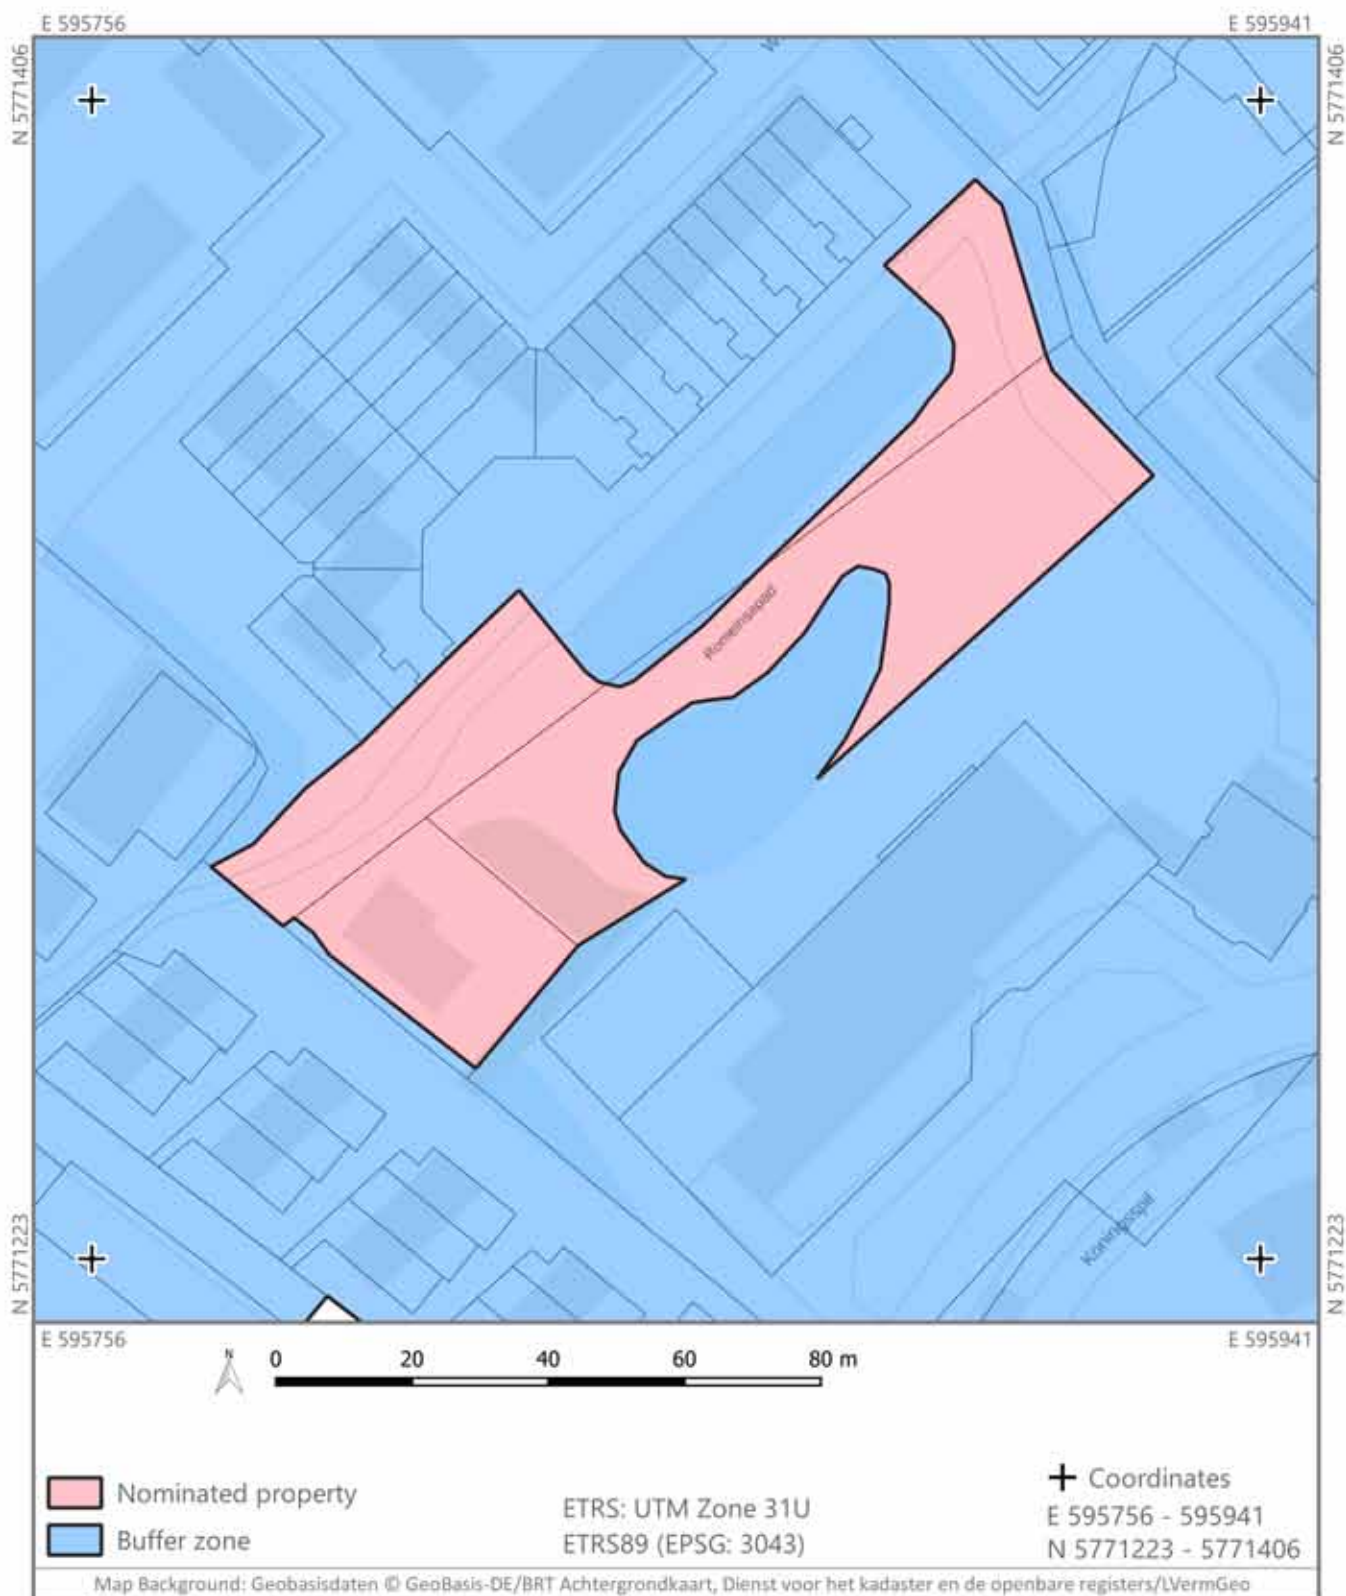 E 595756
E 595941
N 5771406
N 5771406
W
Romeinsepad
Koningsspil
N 5771223
N 5771223
E 595756
E 595941
N
0 20 40 60 80 m
Nominated property
Buffer zone
ETRS: UTM Zone 31U
ETRS89 (EPSG: 3043)
Coordinates
E 595756 - 595941
N 5771223 - 5771406
Map Background: Geobasisdaten © GeoBasis-DE/BRT Achtergrondkaart, Dienst voor het kadaster en de openbare registers/LVermGeo